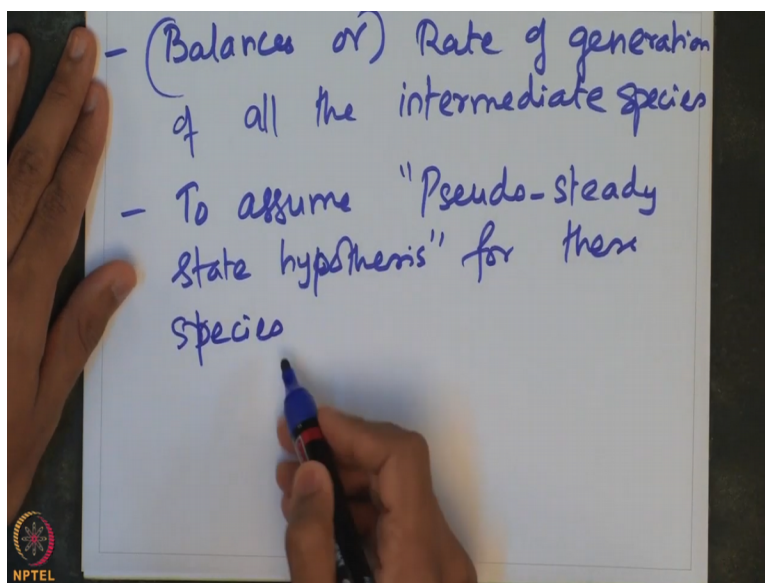 - (Balances or) Rate of generation
of all the intermediate species
- To assume "Pseudo-steady
state hypothesis" for these
species
NPTEL